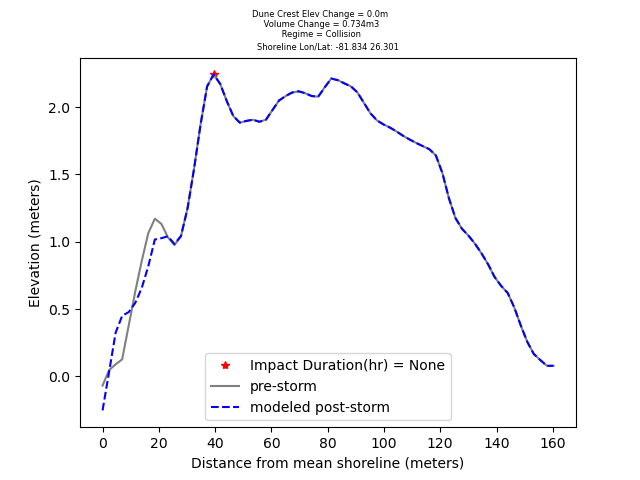 Dune Crest Elev Change = 0.0m
Volume Change = 0.734m3
Regime = Collision
Shoreline Lon/Lat: -81.834 26.301
2.0
1.5
1.0
0.5
0.0
Elevation (meters)
Impact Duration(hr) = None
pre-storm
modeled post-storm
0 20 40 60 80 100 120 140 160
Distance from mean shoreline (meters)